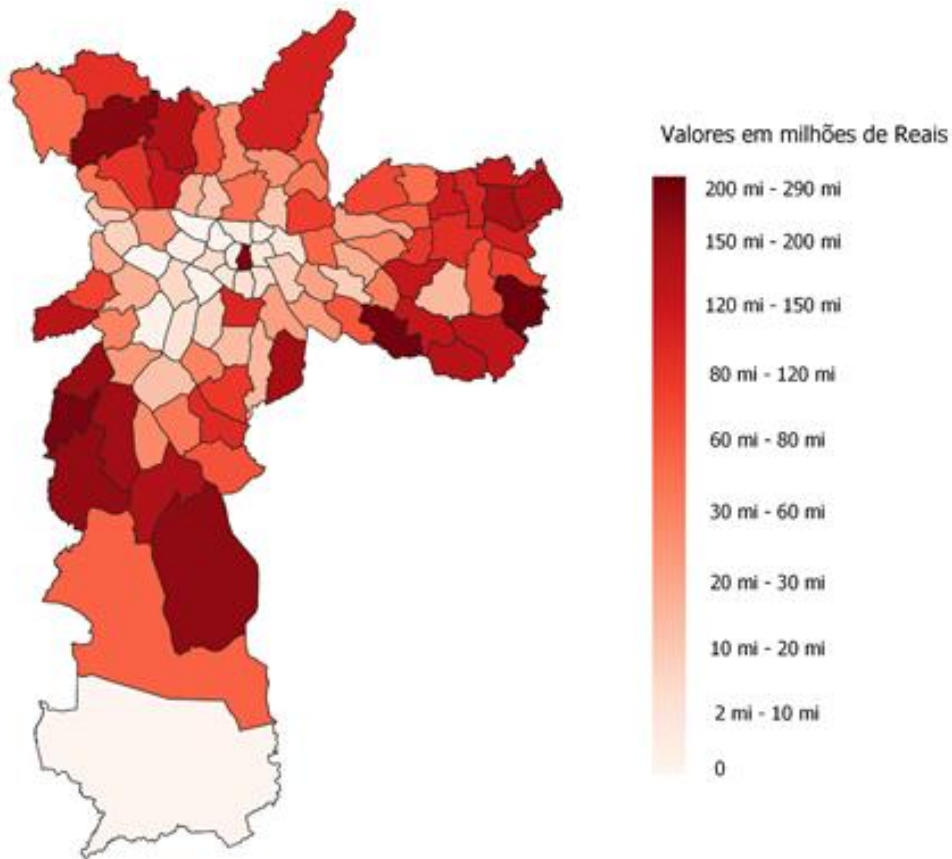 Valores em milhões de Reais
200 mi - 290 mi
150 mi - 200 mi
120 mi - 150 mi
80 mi - 120 mi
60 mi - 80 mi
30 mi - 60 mi
20 mi - 30 mi
10 mi - 20 mi
2 mi - 10 mi
0